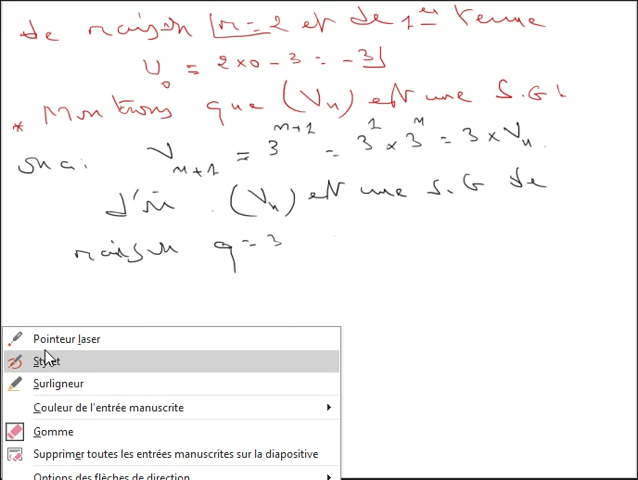 de raison r = 2 et de 1er terme
U0 = 2 × 0 - 3 = -3
* Montrons que (Vn) est une S.G.
On a : Vn+1 = 3^n+1 = 3^1 × 3^n = 3 × Vn
d'où (Vn) est une S.G de
raison q = 3
Pointeur laser
Stylet
Surligneur
Couleur de l'entrée manuscrite
Gomme
Supprimer toutes les entrées manuscrites sur la diapositive
Options des flèches de direction